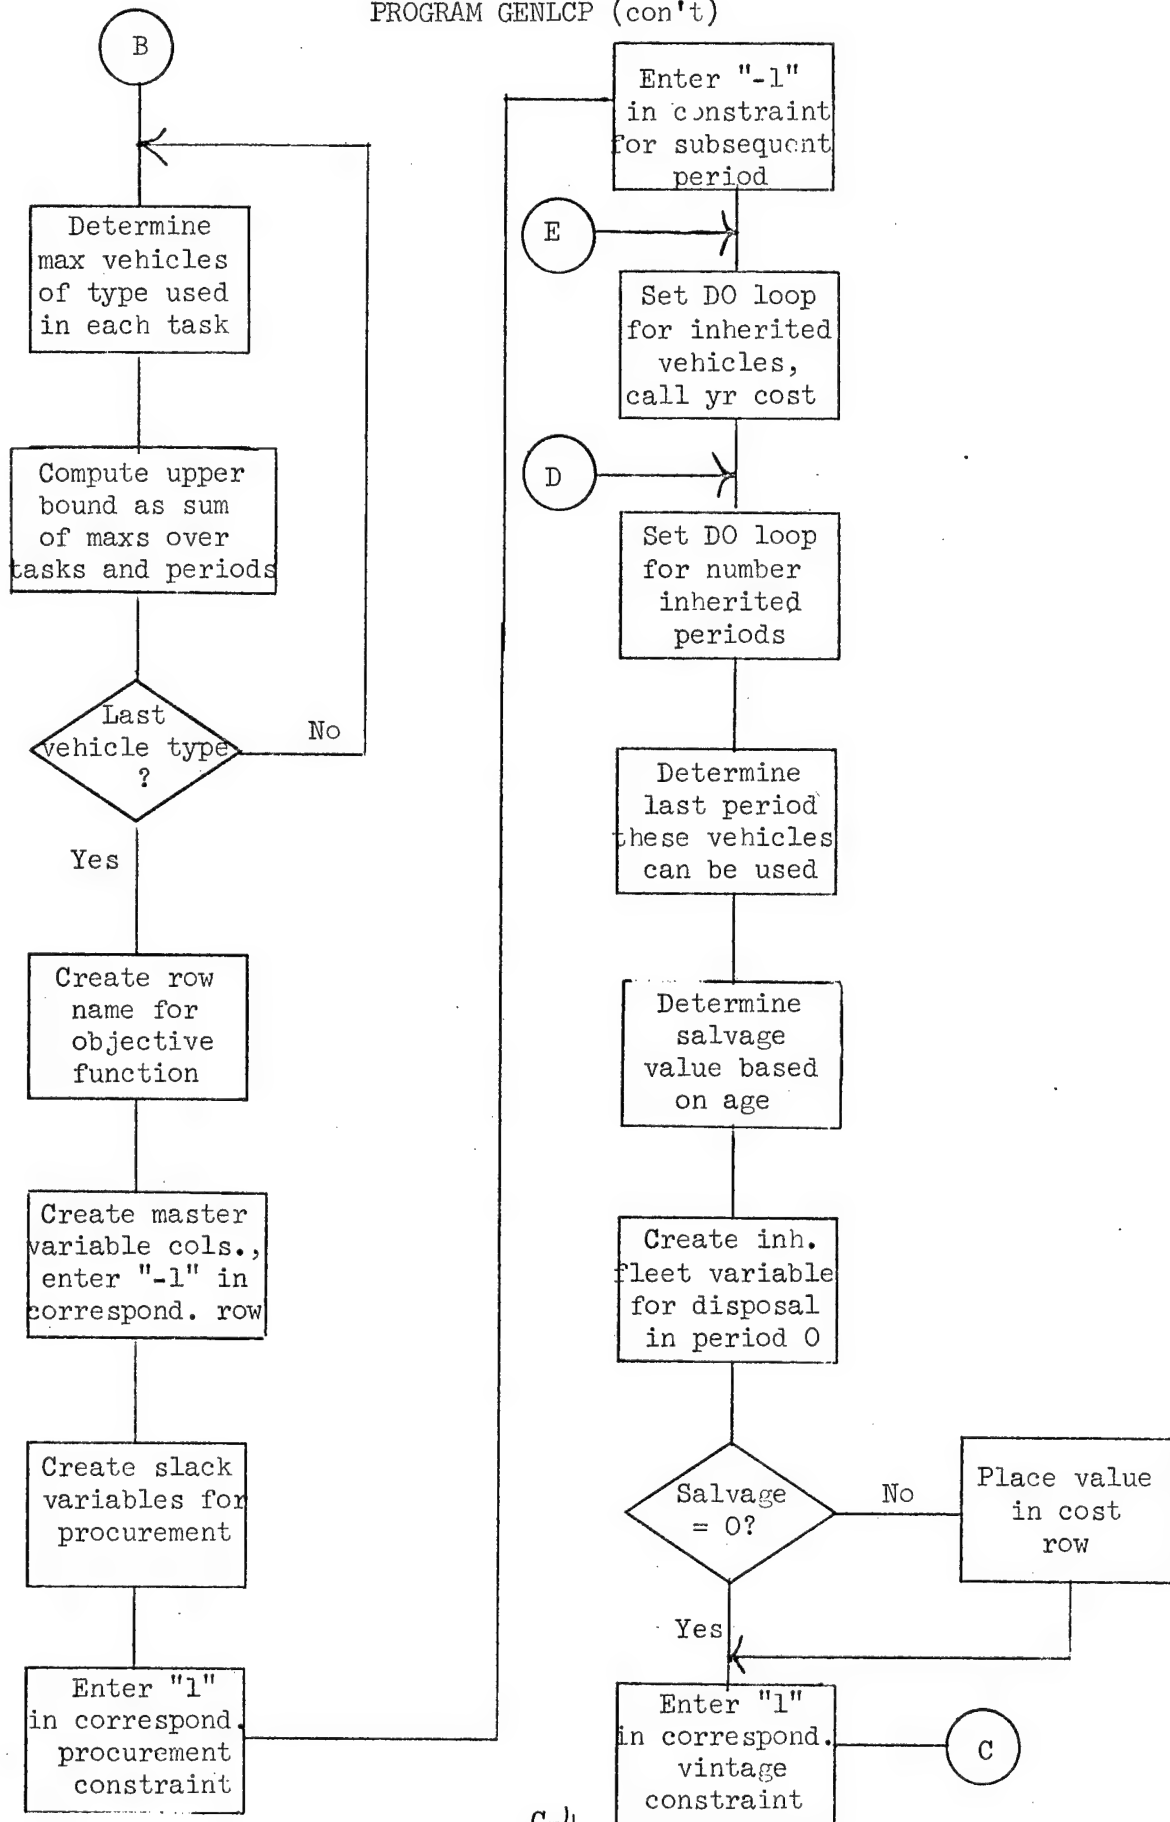 PROGRAM GENLCP (con't)
B
Determine
max vehicles
of type used
in each task
Compute upper
bound as sum
of maxs over
tasks and periods
Last
vehicle type
?
No
Yes
Create row
name for
objective
function
Create master
variable cols.,
enter "-1" in
correspond. row
Create slack
variables for
procurement
Enter "1"
in correspond.
procurement
constraint
Enter "-1"
in constraint
for subsequent
period
E
Set DO loop
for inherited
vehicles,
call yr cost
D
Set DO loop
for number
inherited
periods
Determine
last period
these vehicles
can be used
Determine
salvage
value based
on age
Create inh.
fleet variable
for disposal
in period 0
Salvage
= 0?
No
Place value
in cost
row
Yes
Enter "1"
in correspond.
vintage
constraint
C